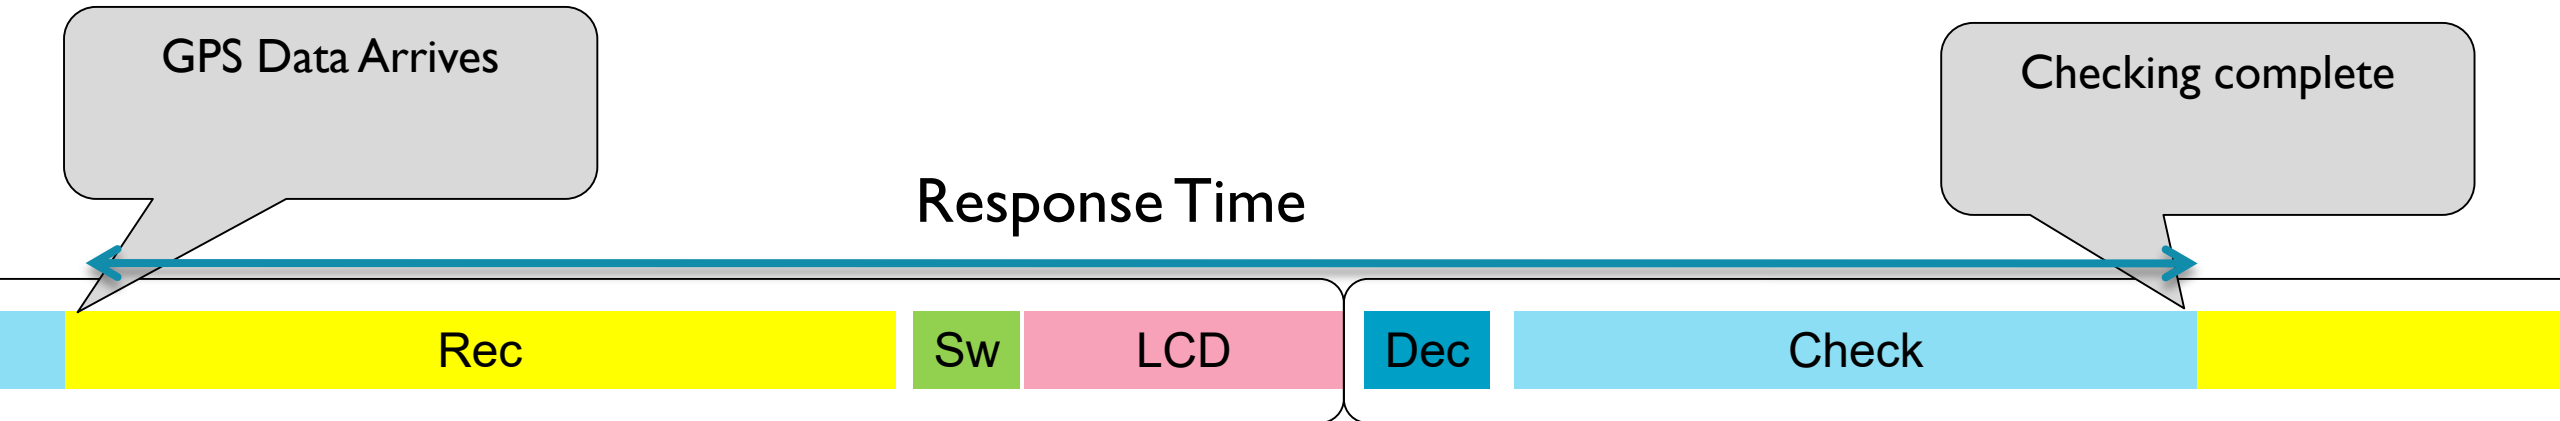 GPS Data Arrives
Checking complete
Response Time
Rec
Sw
LCD
Dec
Check